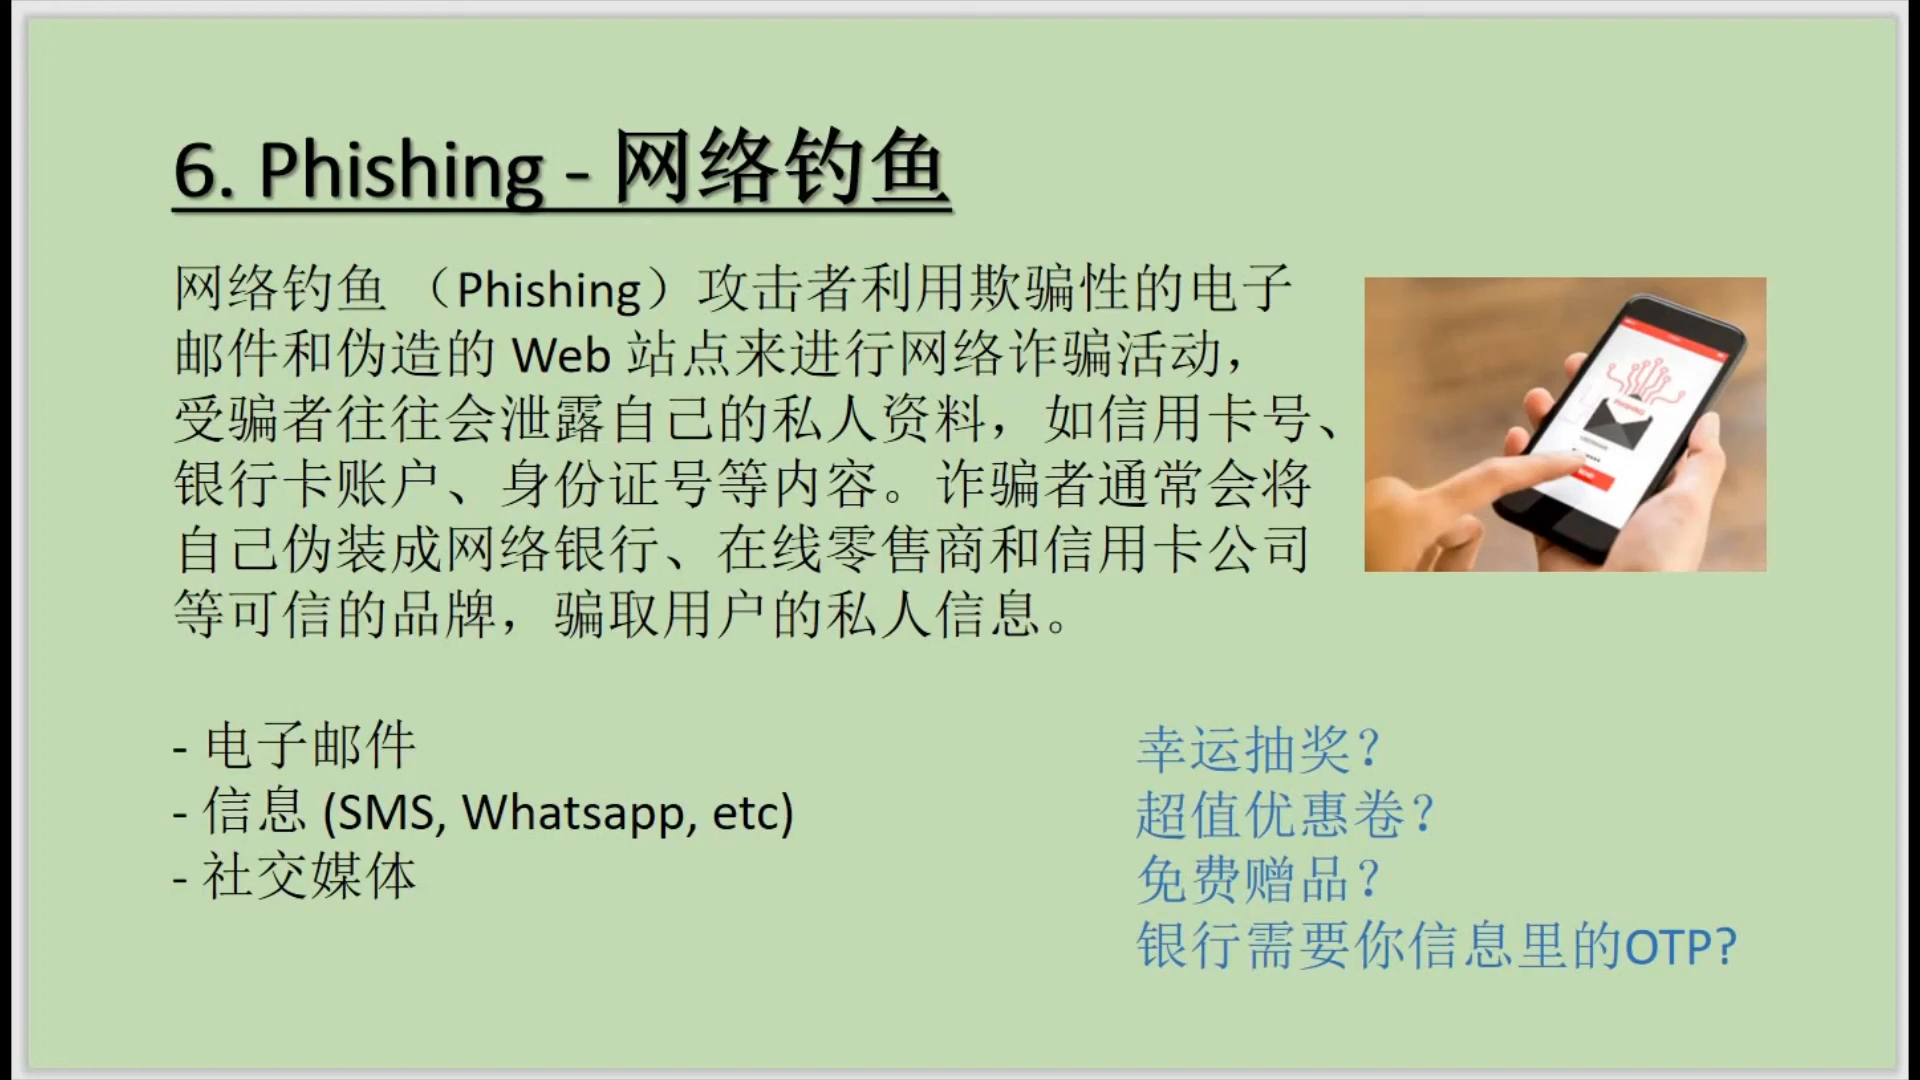 6. Phishing - 网络钓鱼
网络钓鱼 （Phishing）攻击者利用欺骗性的电子
邮件和伪造的 Web 站点来进行网络诈骗活动，
受骗者往往会泄露自己的私人资料，如信用卡号、
银行卡账户、身份证号等内容。诈骗者通常会将
自己伪装成网络银行、在线零售商和信用卡公司
等可信的品牌，骗取用户的私人信息。
- 电子邮件
- 信息 (SMS, Whatsapp, etc)
- 社交媒体
幸运抽奖?
超值优惠卷?
免费赠品?
银行需要你信息里的OTP?